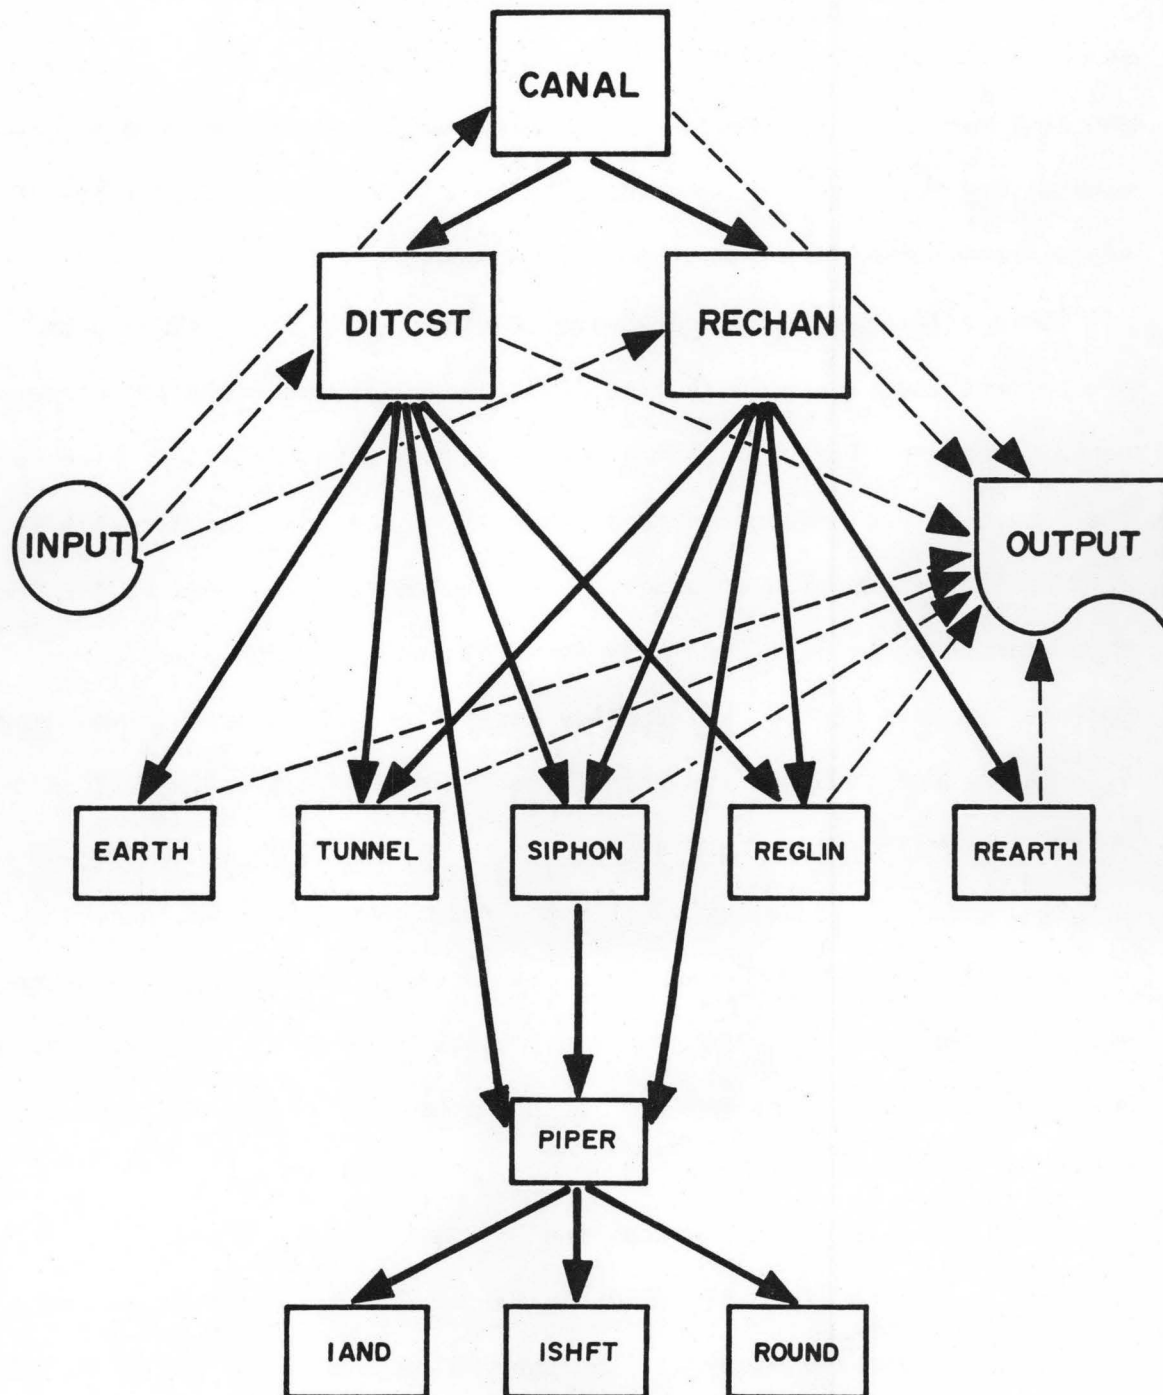 CANAL
DITCST
RECHAN
INPUT
OUTPUT
EARTH
TUNNEL
SIPHON
REGLIN
REARTH
PIPER
IAND
ISHFT
ROUND